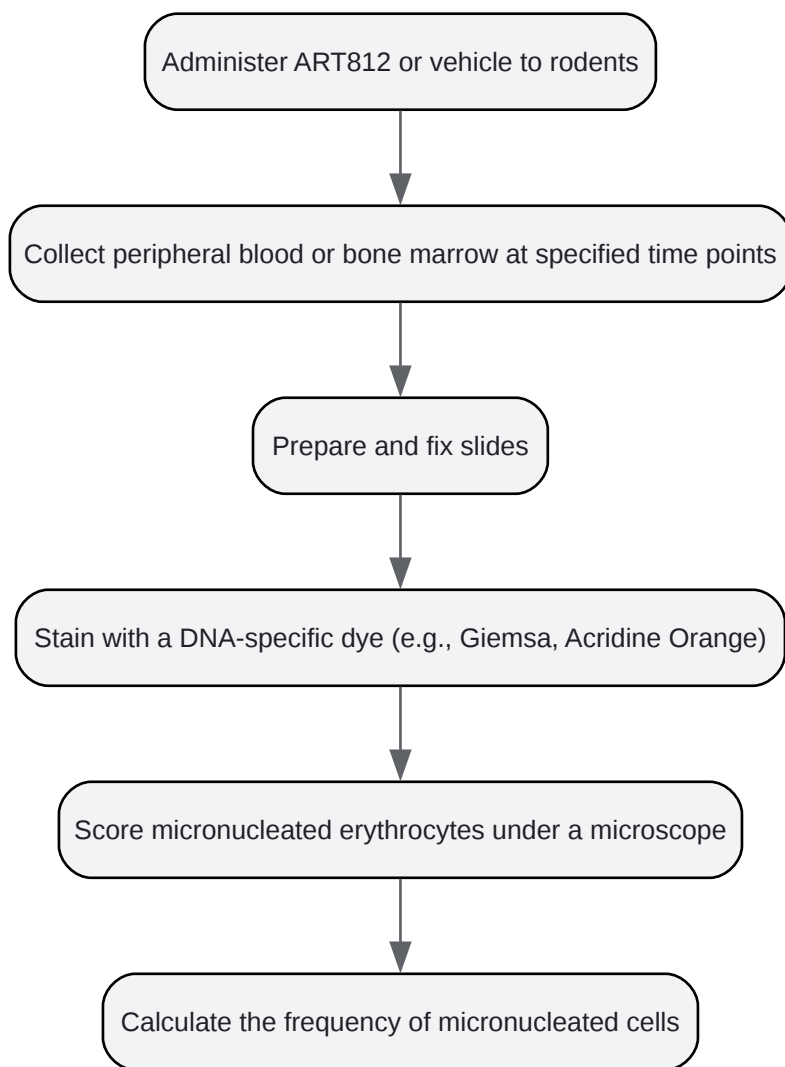 Administer ART812 or vehicle to rodents
Collect peripheral blood or bone marrow at specified time points
Prepare and fix slides
Stain with a DNA-specific dye (e.g., Giemsa, Acridine Orange)
Score micronucleated erythrocytes under a microscope
Calculate the frequency of micronucleated cells